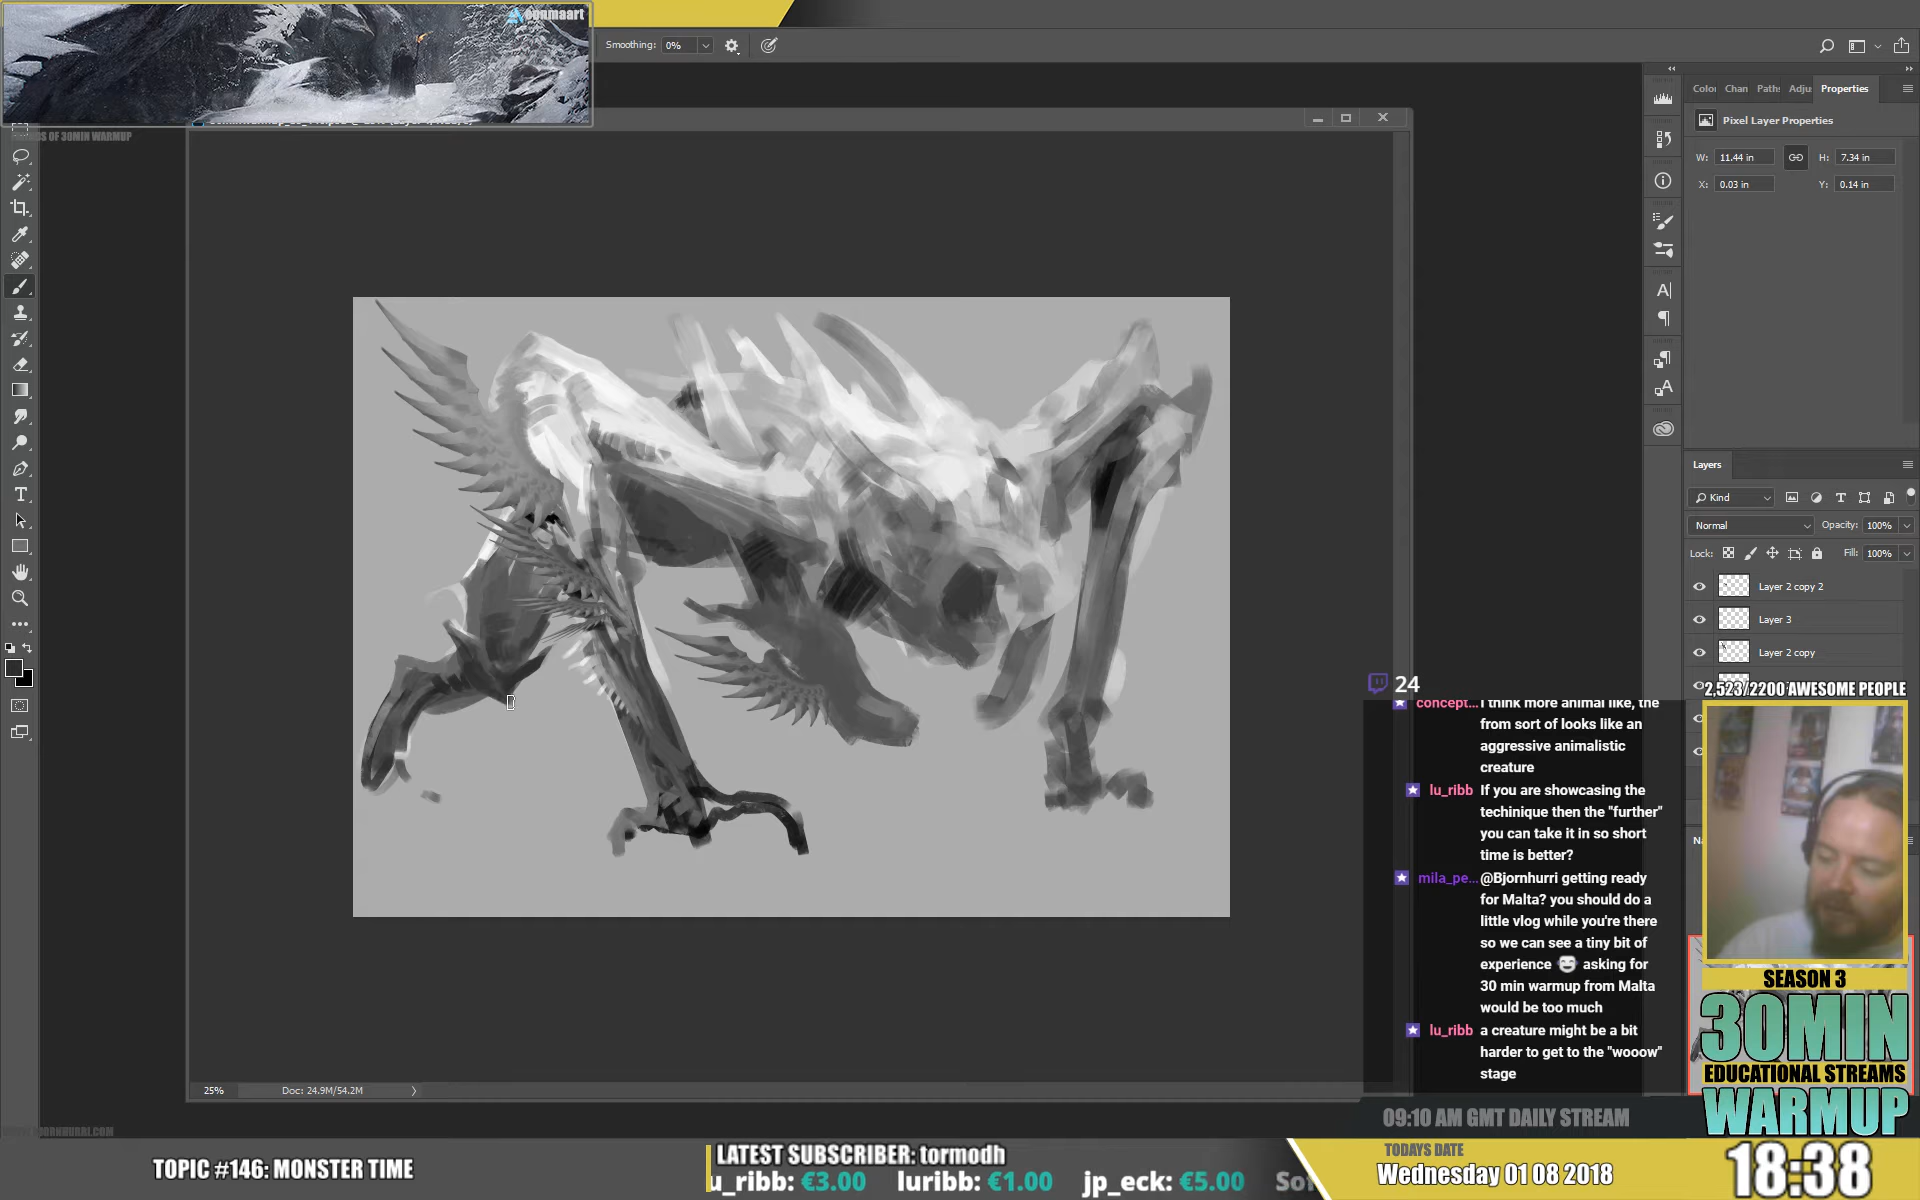 Smoothing: 0%
S OF 30MIN WARMUP
Properties
Pixel Layer Properties
W: 11.44 in
H: 7.34 in
X: 0.03 in
Y: 0.14 in
Layers
Kind
Normal
Opacity: 100%
Lock:
Fill: 100%
Layer 2 copy 2
Layer 3
Layer 2 copy
24
2,523/2200 AWESOME PEOPLE
concept... I think more animal like, the
from sort of looks like an
aggressive animalistic
creature
lu_ribb If you are showcasing the
techinique then the "further"
you can take it in so short
time is better?
mila_pe... @Bjornhurri getting ready
for Malta? you should do a
little vlog while you're there
so we can see a tiny bit of
experience asking for
30 min warmup from Malta
would be too much
lu_ribb a creature might be a bit
harder to get to the "wooow"
stage
SEASON 3
30MIN
EDUCATIONAL STREAMS
WARMUP
25%
Doc: 24.9M/54.2M
09:10 AM GMT DAILY STREAM
TOPIC #146: MONSTER TIME
LATEST SUBSCRIBER: tormodh
u_ribb: €3.00 luribb: €1.00 jp_eck: €5.00
TODAYS DATE
Wednesday 01 08 2018
18:38